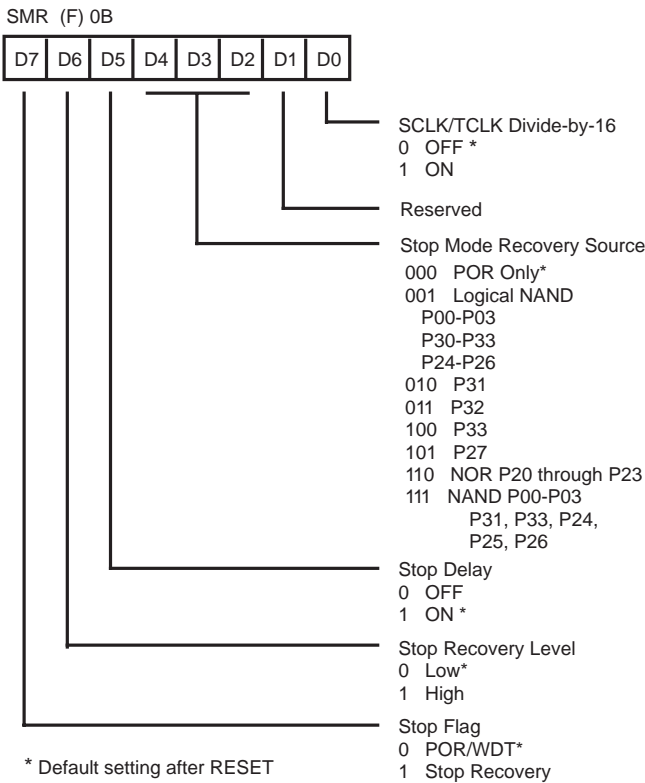 SMR (F) 0B
D7 D6 D5 D4 D3 D2 D1 D0
SCLK/TCLK Divide-by-16
0 OFF *
1 ON
Reserved
Stop Mode Recovery Source
000 POR Only*
001 Logical NAND
P00-P03
P30-P33
P24-P26
010 P31
011 P32
100 P33
101 P27
110 NOR P20 through P23
111 NAND P00-P03
P31, P33, P24,
P25, P26
Stop Delay
0 OFF
1 ON *
Stop Recovery Level
0 Low*
1 High
Stop Flag
0 POR/WDT*
1 Stop Recovery
* Default setting after RESET